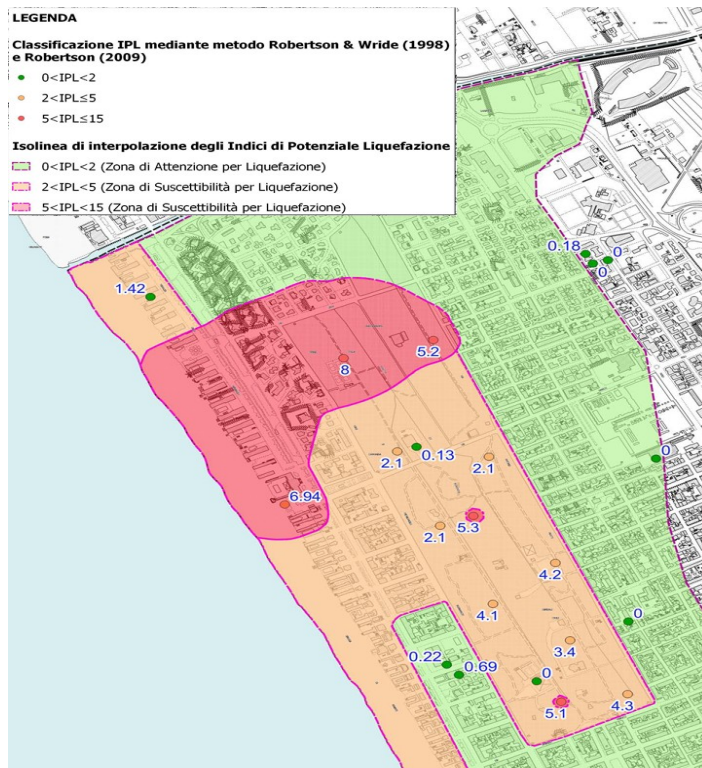 LEGENDA
Classificazione IPL mediante metodo Robertson & Wride (1998)
e Robertson (2009)
0<IPL<2
2<IPL≤5
5<IPL≤15
Isolinea di interpolazione degli Indici di Potenziale Liquefazione
0<IPL<2 (Zona di Attenzione per Liquefazione)
2<IPL<5 (Zona di Suscettibilità per Liquefazione)
5<IPL<15 (Zona di Suscettibilità per Liquefazione)
0.18
0
0
1.42
5.2
8
0.13
2.1
2.1
0
6.94
5.3
2.1
4.2
4.1
0
3.4
0.22
0.69
0
4.3
5.1